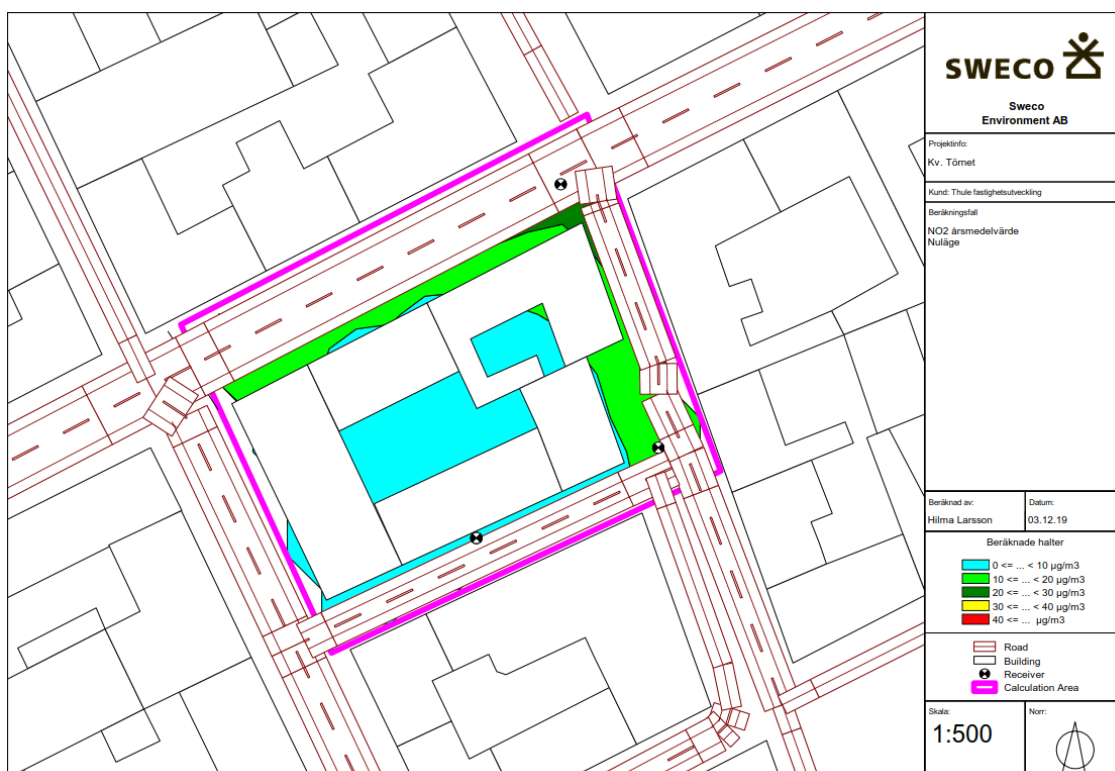 SWECO
Sweco
Environment AB
Projektinfo:
Kv. Törnet
Kund: Thule fastighetsutveckling
Beräkningsfall
NO2 årsmedelvärde
Nuläge
Beräknad av:
Hilma Larsson
Datum:
03.12.19
Beräknade halter
0 <= ... < 10 µg/m3
10 <= ... < 20 µg/m3
20 <= ... < 30 µg/m3
30 <= ... < 40 µg/m3
40 <= ... µg/m3
Road
Building
Receiver
Calculation Area
Skala:
1:500
Norr: